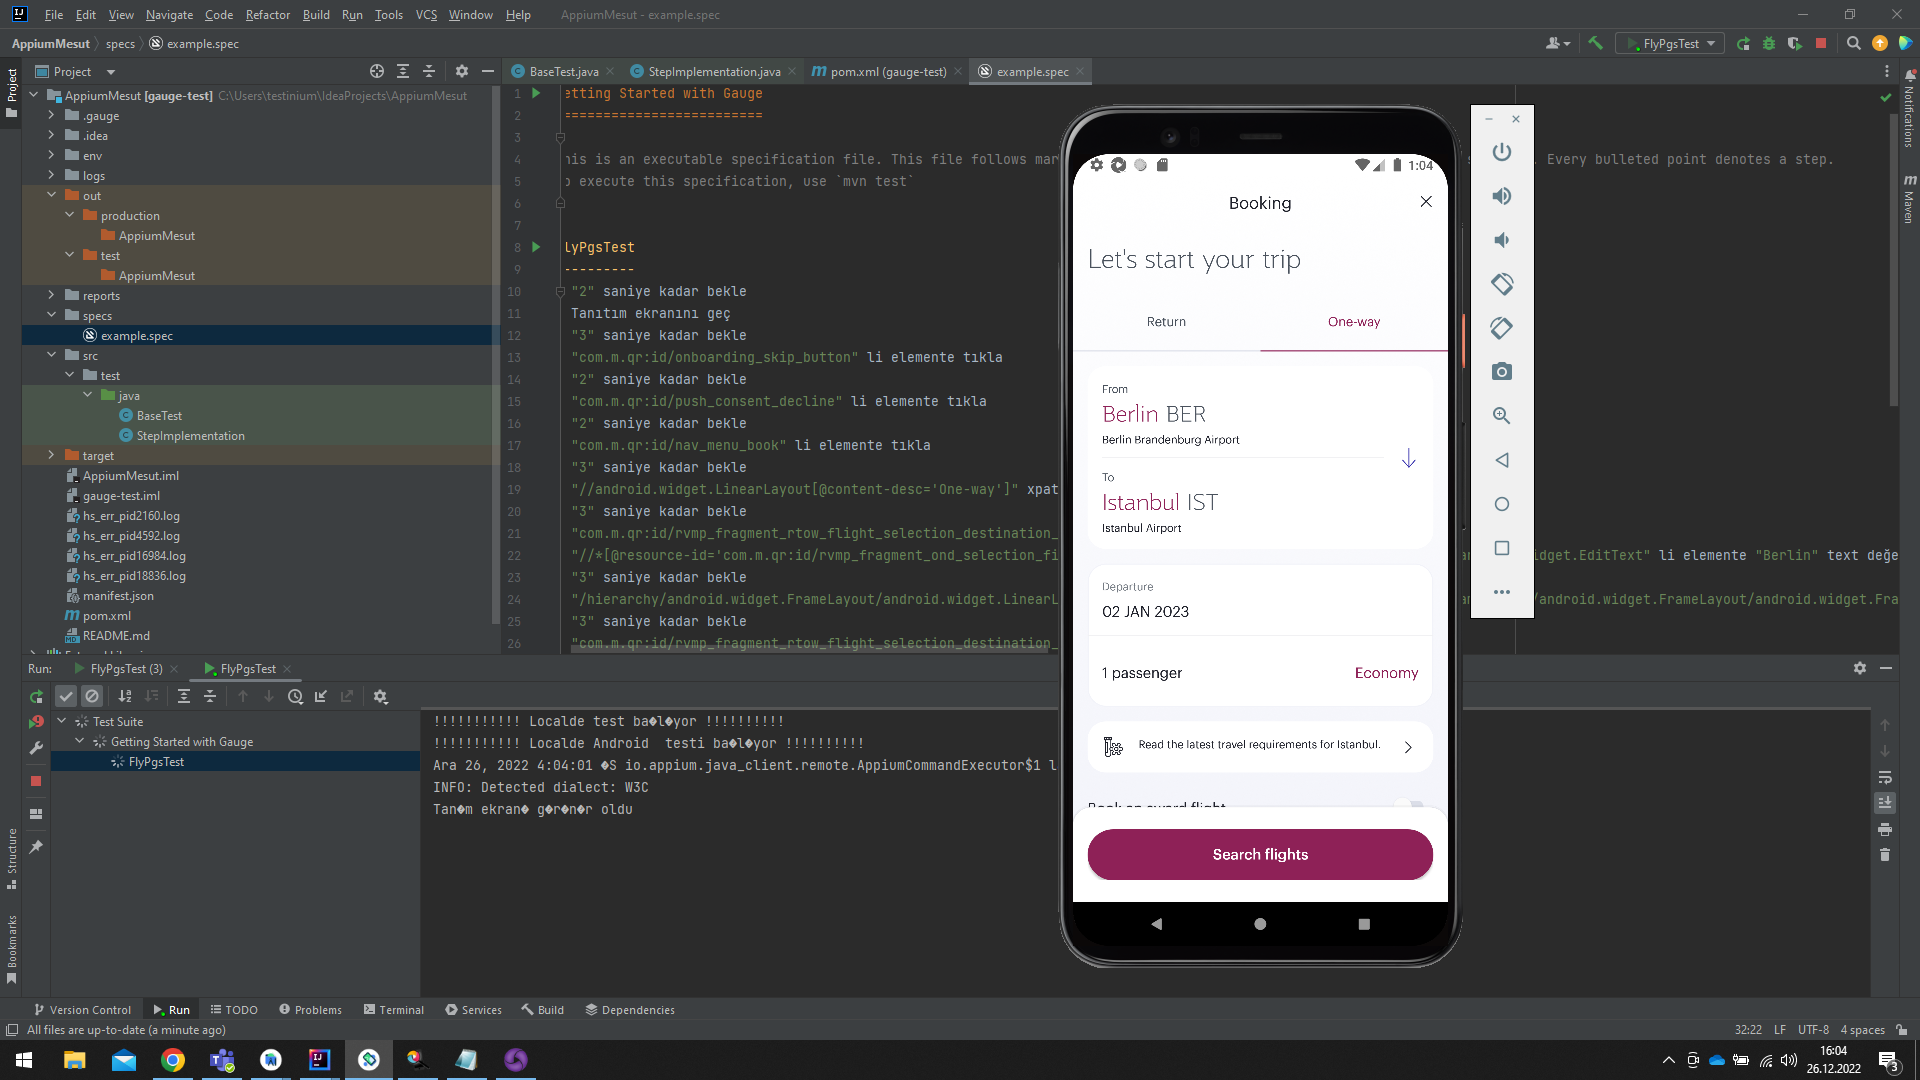 File Edit View Navigate Code Refactor Build Run Tools VCS Window Help AppiumMesut - example.spec
AppiumMesut specs example.spec FlyPgsTest
Project BaseTest.java StepImplementation.java pom.xml (gauge-test) example.spec
Project
Structure
Bookmarks
Notifications
Maven
AppiumMesut [gauge-test] C:\Users\testinium\IdeaProjects\AppiumMesut
.gauge
.idea
env
logs
out
production
AppiumMesut
test
AppiumMesut
reports
specs
example.spec
src
test
java
BaseTest
StepImplementation
target
AppiumMesut.iml
gauge-test.iml
hs_err_pid2160.log
hs_err_pid4592.log
hs_err_pid16984.log
hs_err_pid18836.log
manifest.json
pom.xml
README.md
1 etting Started with Gauge
2 =========================
3
4 his is an executable specification file. This file follows mar . Every bulleted point denotes a step.
5 o execute this specification, use `mvn test`
6
7
8 lyPgsTest
9 ---------
10 "2" saniye kadar bekle
11 Tanıtım ekranını geç
12 "3" saniye kadar bekle
13 "com.m.qr:id/onboarding_skip_button" li elemente tıkla
14 "2" saniye kadar bekle
15 "com.m.qr:id/push_consent_decline" li elemente tıkla
16 "2" saniye kadar bekle
17 "com.m.qr:id/nav_menu_book" li elemente tıkla
18 "3" saniye kadar bekle
19 "//android.widget.LinearLayout[@content-desc='One-way']" xpat
20 "3" saniye kadar bekle
21 "com.m.qr:id/rvmp_fragment_rtow_flight_selection_destination_
22 "//*[@resource-id='com.m.qr:id/rvmp_fragment_ond_selection_fi an idget.EditText" li elemente "Berlin" text değe
23 "3" saniye kadar bekle
24 "/hierarchy/android.widget.FrameLayout/android.widget.LinearL an /android.widget.FrameLayout/android.widget.Fra
25 "3" saniye kadar bekle
26 "com.m.qr:id/rvmp_fragment_rtow_flight_selection_destination_
1:04
Booking
Let's start your trip
Return One-way
From
Berlin BER
Berlin Brandenburg Airport
To
Istanbul IST
Istanbul Airport
Departure
02 JAN 2023
1 passenger Economy
Read the latest travel requirements for Istanbul.
Search flights
Run: FlyPgsTest (3) FlyPgsTest
Test Suite
Getting Started with Gauge
FlyPgsTest
!!!!!!!!!!! Localde test ba�l�yor !!!!!!!!!!
!!!!!!!!!!! Localde Android  testi ba�l�yor !!!!!!!!!!
Ara 26, 2022 4:04:01 �S io.appium.java_client.remote.AppiumCommandExecutor$1 l
INFO: Detected dialect: W3C
Tan�m ekran� g�r�n�r oldu
Version Control Run TODO Problems Terminal Services Build Dependencies
All files are up-to-date (a minute ago) 32:22 LF UTF-8 4 spaces
16:04
26.12.2022
3